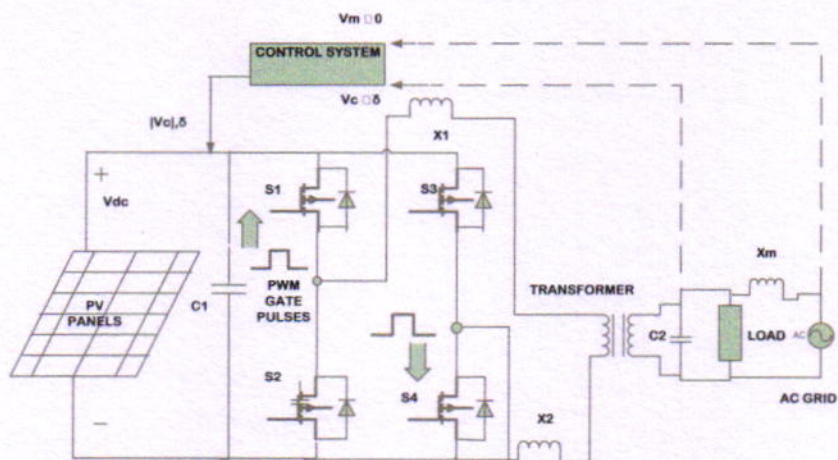 Vm □ 0
CONTROL SYSTEM
Vc □ δ
|Vc|,δ
X1
+
Vdc
S1
S3
PV
PANELS
C1
PWM
GATE
PULSES
TRANSFORMER
Xm
C2
LOAD
AC
AC GRID
S2
S4
X2
−